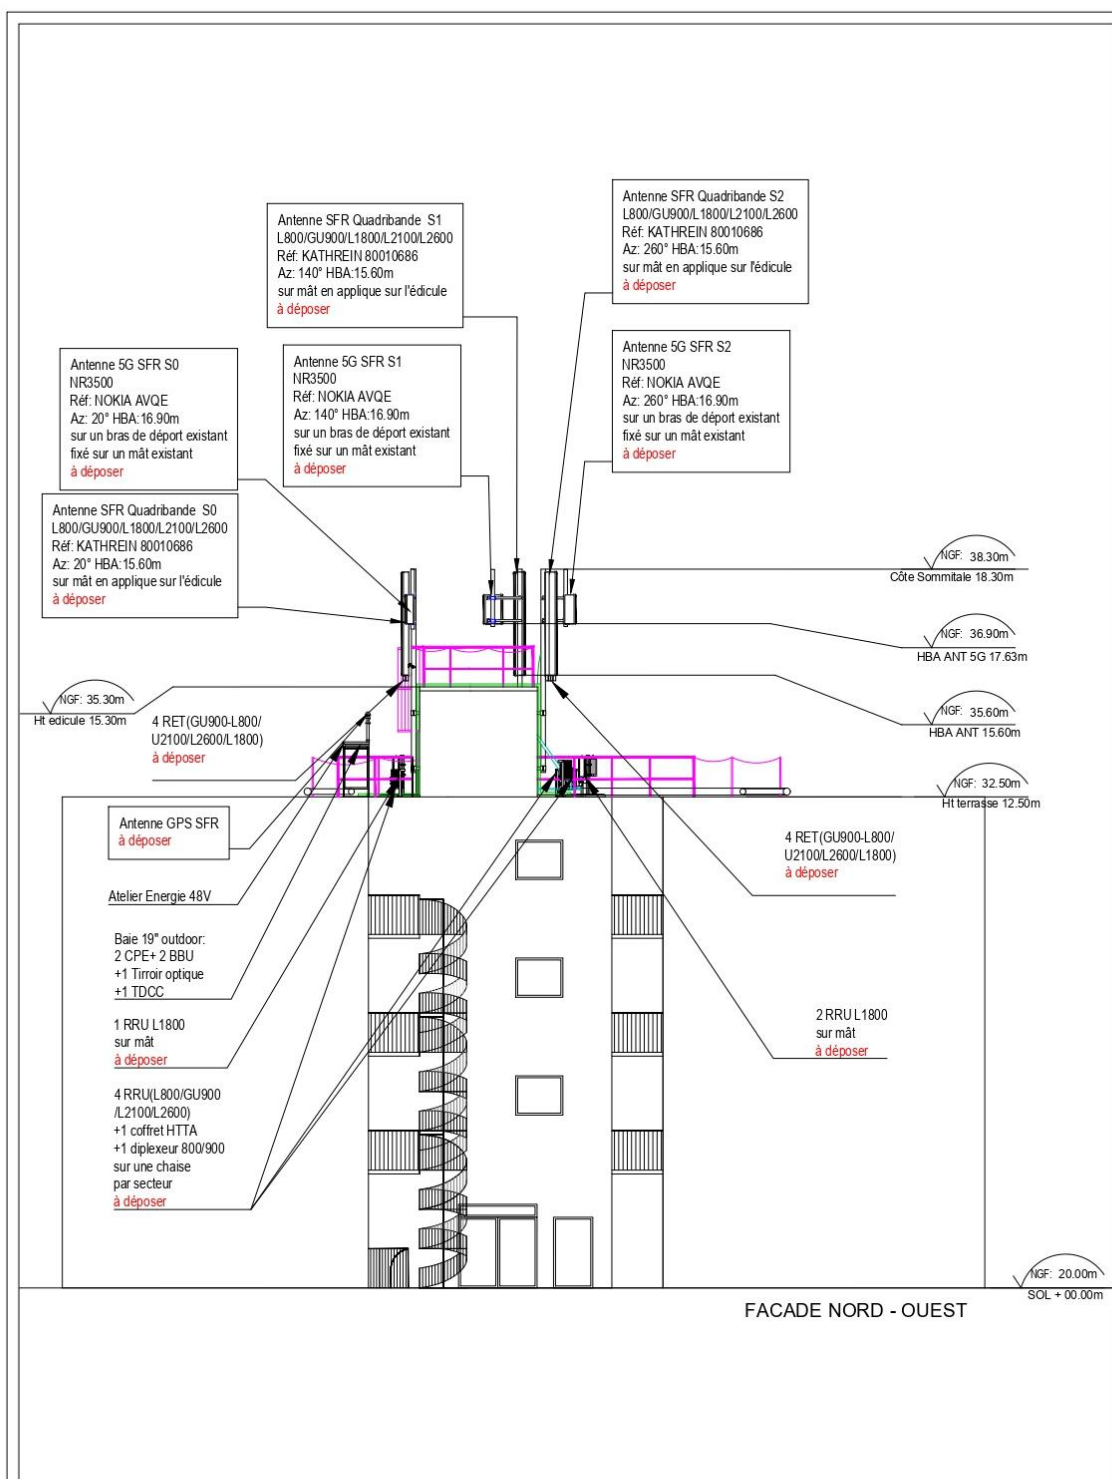 Antenne SFR Quadribande S2
L800/GU900/L1800/L2100/L2600
Réf: KATHREIN 80010686
Az: 260° HBA:15.60m
sur mât en applique sur l'édicule
à déposer
Antenne SFR Quadribande S1
L800/GU900/L1800/L2100/L2600
Réf: KATHREIN 80010686
Az: 140° HBA:15.60m
sur mât en applique sur l'édicule
à déposer
Antenne 5G SFR S2
NR3500
Réf: NOKIA AVQE
Az: 260° HBA:16.90m
sur un bras de déport existant
fixé sur un mât existant
à déposer
Antenne 5G SFR S1
NR3500
Réf: NOKIA AVQE
Az: 140° HBA:16.90m
sur un bras de déport existant
fixé sur un mât existant
à déposer
Antenne 5G SFR S0
NR3500
Réf: NOKIA AVQE
Az: 20° HBA:16.90m
sur un bras de déport existant
fixé sur un mât existant
à déposer
Antenne SFR Quadribande S0
L800/GU900/L1800/L2100/L2600
Réf: KATHREIN 80010686
Az: 20° HBA:15.60m
sur mât en applique sur l'édicule
à déposer
NGF: 38.30m
Côte Sommitale 18.30m
NGF: 36.90m
HBA ANT 5G 17.63m
NGF: 35.60m
HBA ANT 15.60m
NGF: 35.30m
Ht edicule 15.30m
4 RET(GU900-L800/
U2100/L2600/L1800)
à déposer
NGF: 32.50m
Ht terrasse 12.50m
Antenne GPS SFR
à déposer
4 RET(GU900-L800/
U2100/L2600/L1800)
à déposer
Atelier Energie 48V
Baie 19" outdoor:
2 CPE+ 2 BBU
+1 Tirroir optique
+1 TDCC
1 RRU L1800
sur mât
à déposer
2 RRU L1800
sur mât
à déposer
4 RRU(L800/GU900
/L2100/L2600)
+1 coffret HTTA
+1 diplexeur 800/900
sur une chaise
par secteur
à déposer
NGF: 20.00m
SOL + 00.00m
FACADE NORD - OUEST